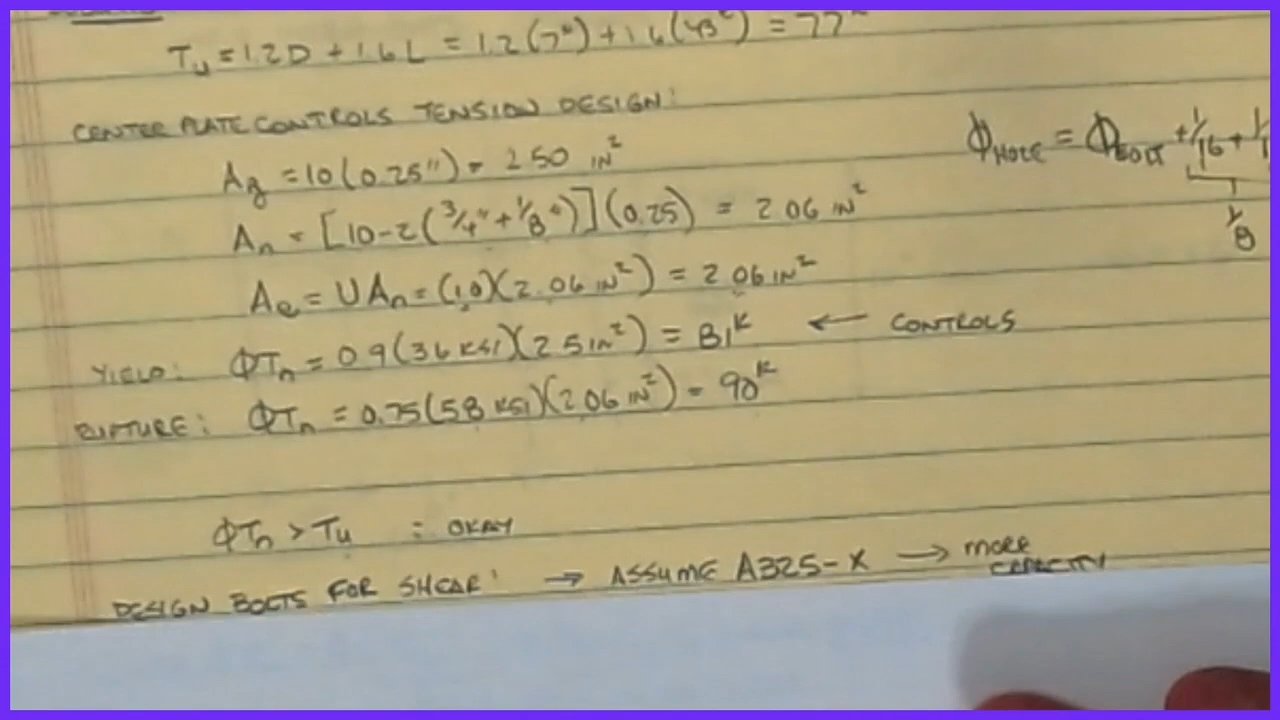 Tu = 1.2D + 1.6L = 1.2(7ᵏ) + 1.6(43ᵏ) = 77ᵏ
CENTER PLATE CONTROLS TENSION DESIGN:
Ag = 10(0.25") = 2.50 IN²
ΦHOLE = ΦBOLT + 1/16 +
1/8
An = [10-2(3/4" + 1/8")](0.25) = 2.06 IN²
Ae = UAn = (1.0)(2.06 IN²) = 2.06 IN²
YIELD: ΦTn = 0.9(36 KSI)(2.5 IN²) = 81ᴷ ← CONTROLS
RUPTURE: ΦTn = 0.75(58 KSI)(2.06 IN²) = 90ᴷ
ΦTn > Tu ∴ OKAY
DESIGN BOLTS FOR SHEAR: → ASSUME A325-X → MORE CAPACITY